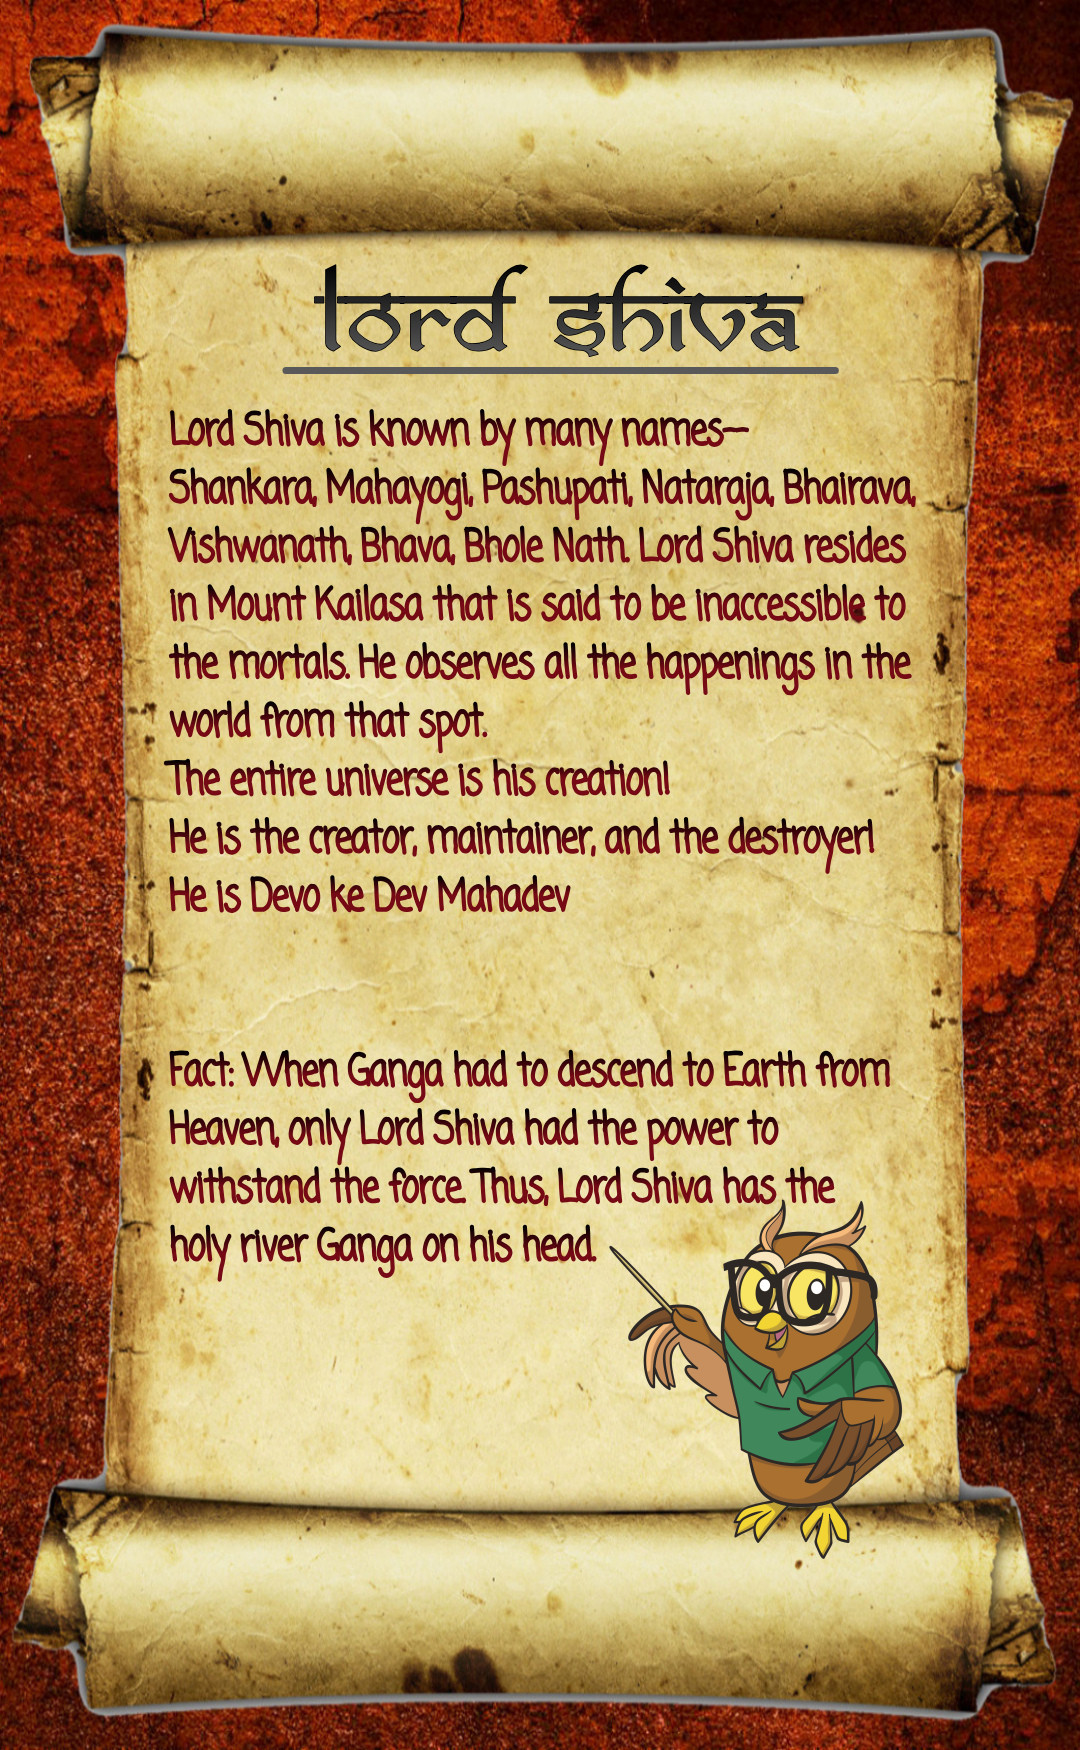 Lord Shiva
Lord Shiva is known by many names—
Shankara, Mahayogi, Pashupati, Nataraja, Bhairava,
Vishwanath, Bhava, Bhole Nath. Lord Shiva resides
in Mount Kailasa that is said to be inaccessible to
the mortals. He observes all the happenings in the
world from that spot.
The entire universe is his creation!
He is the creator, maintainer, and the destroyer!
He is Devo ke Dev Mahadev
Fact: When Ganga had to descend to Earth from
Heaven, only Lord Shiva had the power to
withstand the force. Thus, Lord Shiva has the
holy river Ganga on his head.